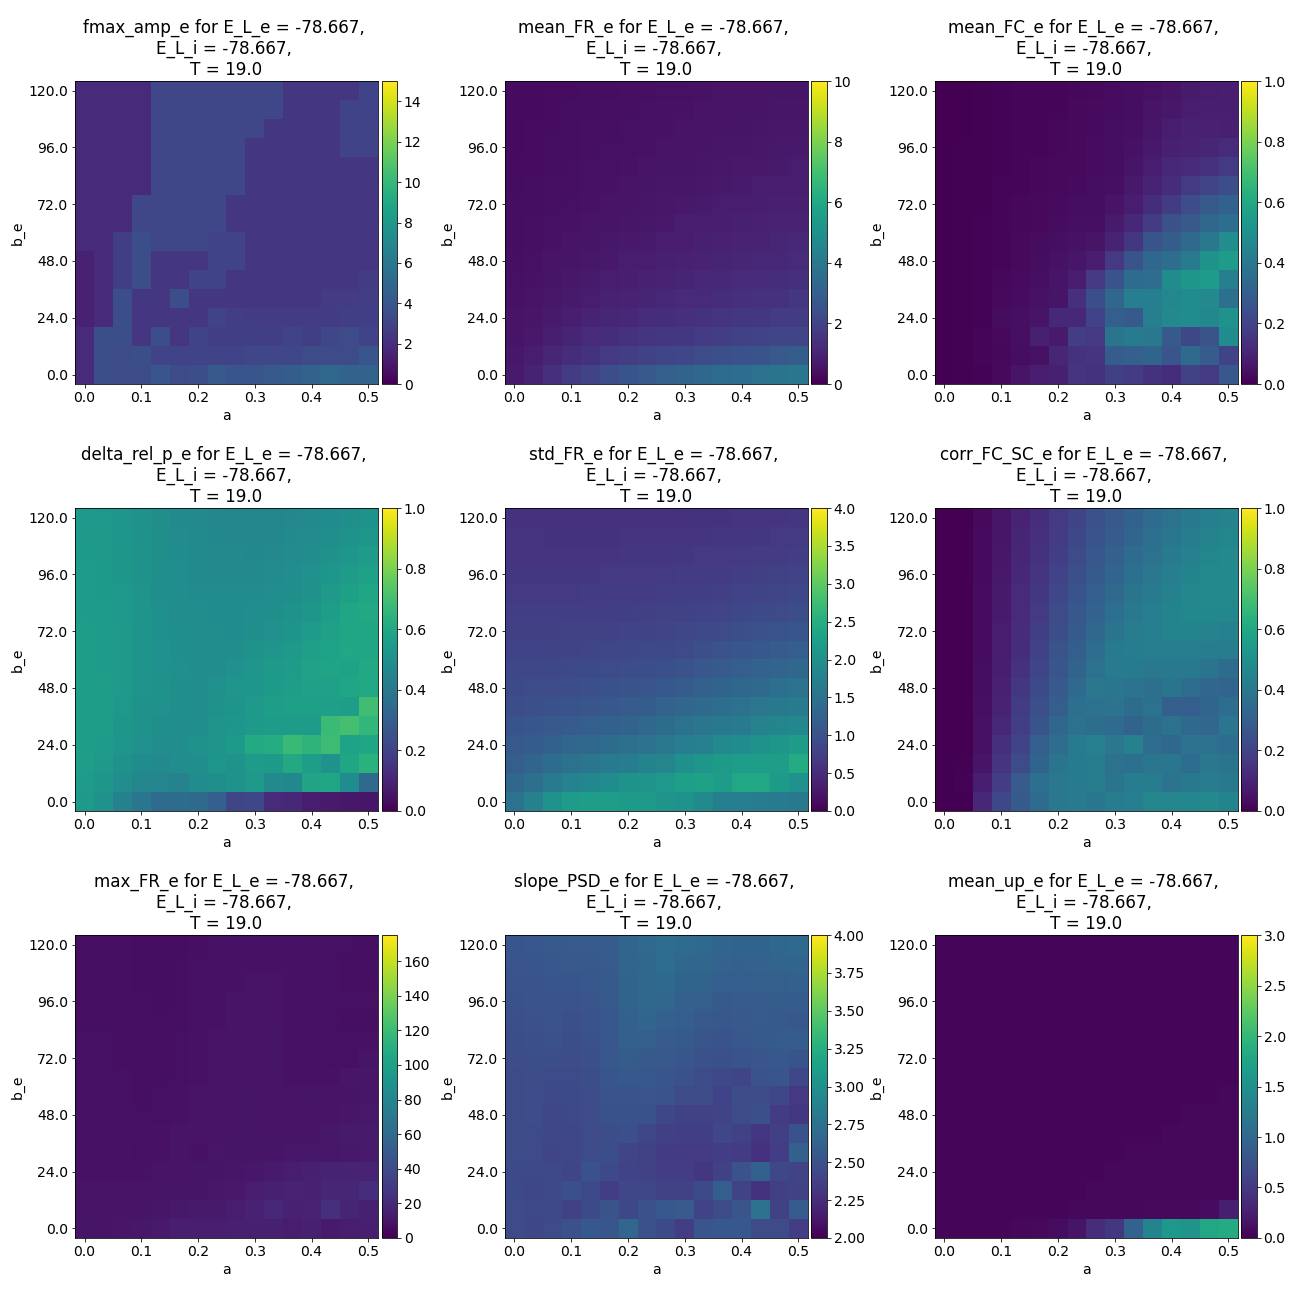 fmax_amp_e for E_L_e = -78.667,
E_L_i = -78.667,
T = 19.0
120.0
96.0
72.0
48.0
24.0
0.0
b_e
0.0 0.1 0.2 0.3 0.4 0.5
a
14
12
10
8
6
4
2
0
mean_FR_e for E_L_e = -78.667,
E_L_i = -78.667,
T = 19.0
120.0
96.0
72.0
48.0
24.0
0.0
b_e
0.0 0.1 0.2 0.3 0.4 0.5
a
10
8
6
4
2
0
mean_FC_e for E_L_e = -78.667,
E_L_i = -78.667,
T = 19.0
120.0
96.0
72.0
48.0
24.0
0.0
b_e
0.0 0.1 0.2 0.3 0.4 0.5
a
1.0
0.8
0.6
0.4
0.2
0.0
delta_rel_p_e for E_L_e = -78.667,
E_L_i = -78.667,
T = 19.0
120.0
96.0
72.0
48.0
24.0
0.0
b_e
0.0 0.1 0.2 0.3 0.4 0.5
a
1.0
0.8
0.6
0.4
0.2
0.0
std_FR_e for E_L_e = -78.667,
E_L_i = -78.667,
T = 19.0
120.0
96.0
72.0
48.0
24.0
0.0
b_e
0.0 0.1 0.2 0.3 0.4 0.5
a
4.0
3.5
3.0
2.5
2.0
1.5
1.0
0.5
0.0
corr_FC_SC_e for E_L_e = -78.667,
E_L_i = -78.667,
T = 19.0
120.0
96.0
72.0
48.0
24.0
0.0
b_e
0.0 0.1 0.2 0.3 0.4 0.5
a
1.0
0.8
0.6
0.4
0.2
0.0
max_FR_e for E_L_e = -78.667,
E_L_i = -78.667,
T = 19.0
120.0
96.0
72.0
48.0
24.0
0.0
b_e
0.0 0.1 0.2 0.3 0.4 0.5
a
160
140
120
100
80
60
40
20
0
slope_PSD_e for E_L_e = -78.667,
E_L_i = -78.667,
T = 19.0
120.0
96.0
72.0
48.0
24.0
0.0
b_e
0.0 0.1 0.2 0.3 0.4 0.5
a
4.00
3.75
3.50
3.25
3.00
2.75
2.50
2.25
2.00
mean_up_e for E_L_e = -78.667,
E_L_i = -78.667,
T = 19.0
120.0
96.0
72.0
48.0
24.0
0.0
b_e
0.0 0.1 0.2 0.3 0.4 0.5
a
3.0
2.5
2.0
1.5
1.0
0.5
0.0